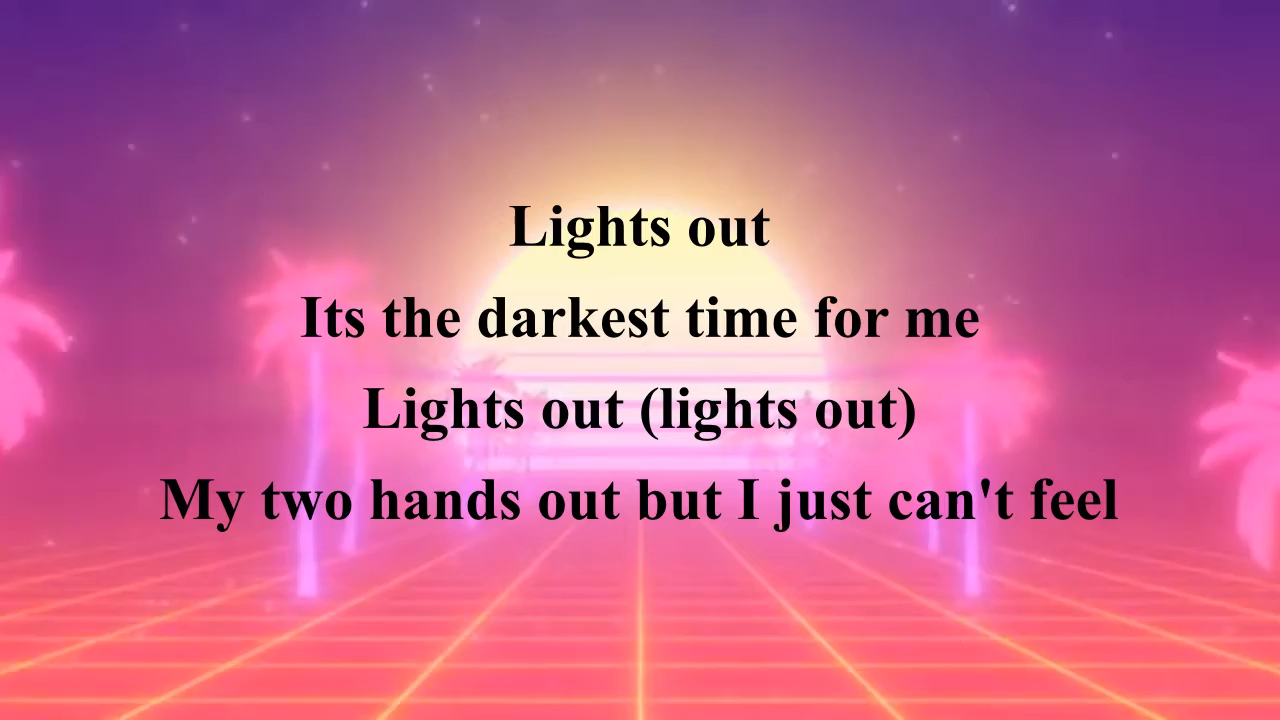 Lights out
Its the darkest time for me
Lights out (lights out)
My two hands out but I just can't feel